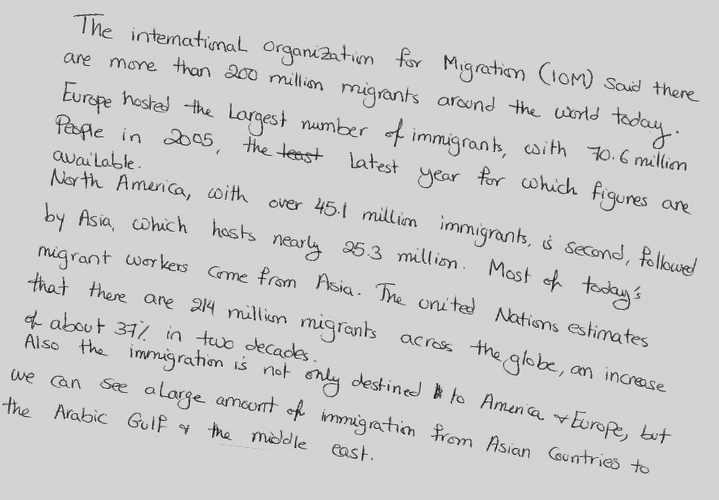 The international organization for Migration (IOM) said there
are more than 200 million migrants around the world today.
Europe hosted the Largest number of immigrants, with 70.6 million
People in 2005, the least latest year for which figures are
available.
North America, with over 45.1 million immigrants, is second, followed
by Asia, which hosts nearly 25.3 million. Most of today's
migrant workers come from Asia. The united Nations estimates
that there are 214 million migrants across the globe, an increase
of about 37% in two decades.
Also the immigration is not only destined to America & Europe, but
we can see a Large amount of immigration from Asian Countries to
the Arabic Gulf & the middle east.